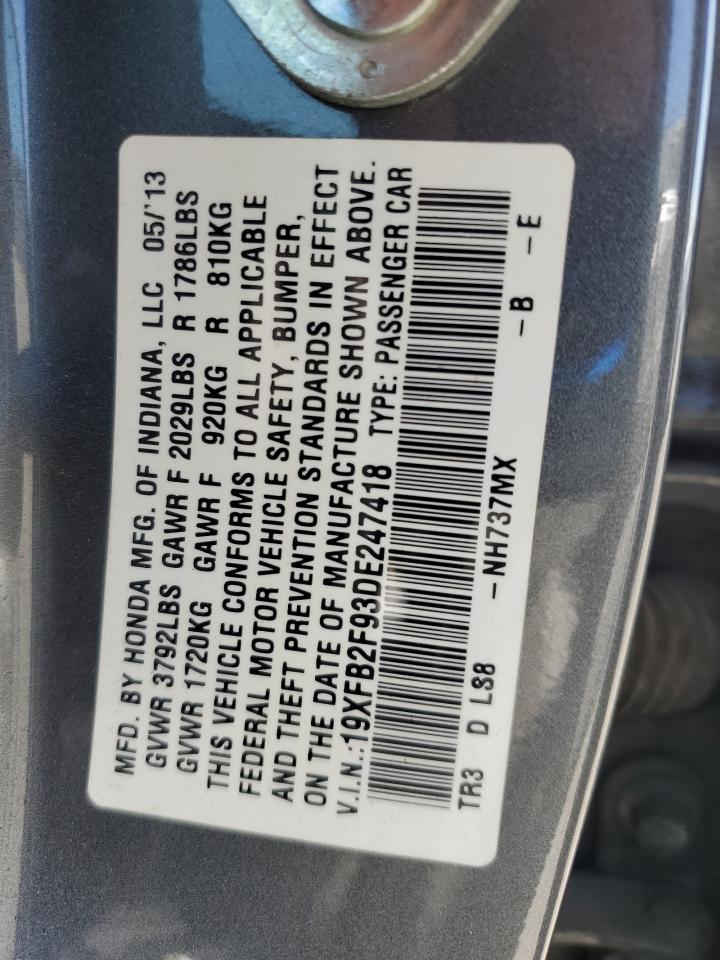 MFD. BY HONDA MFG. OF INDIANA, LLC 05/'13
GVWR 3792LBS GAWR F 2029LBS R 1786LBS
GVWR 1720KG GAWR F 920KG R 810KG
THIS VEHICLE CONFORMS TO ALL APPLICABLE
FEDERAL MOTOR VEHICLE SAFETY, BUMPER,
AND THEFT PREVENTION STANDARDS IN EFFECT
ON THE DATE OF MANUFACTURE SHOWN ABOVE.
V.I.N.:19XFB2F93DE247418 TYPE: PASSENGER CAR
TR3 D LS8 -NH737MX -B -E